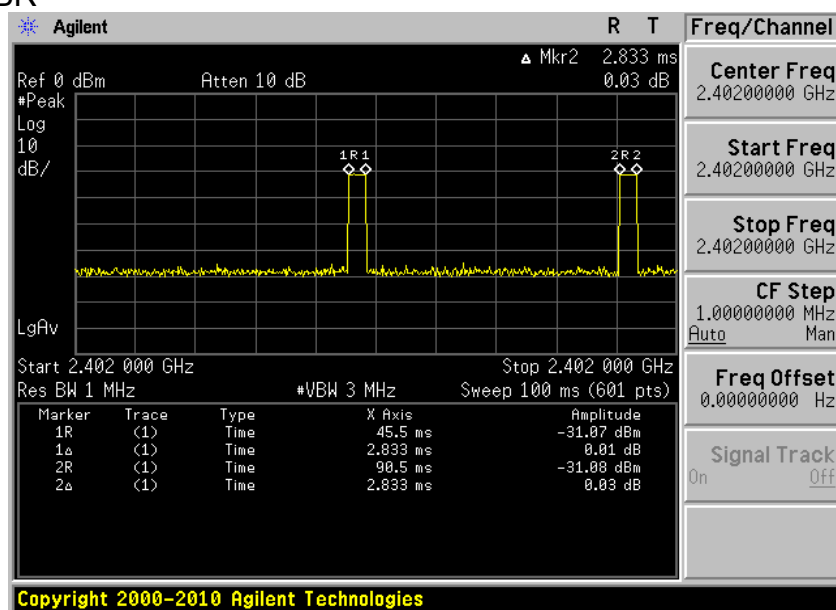 Agilent R T Freq/Channel
▵ Mkr2 2.833 ms
Ref 0 dBm Atten 10 dB 0.03 dB
#Peak
Log
10
dB/
1R 1 2R 2
LgAv
Start 2.402 000 GHz Stop 2.402 000 GHz
Res BW 1 MHz #VBW 3 MHz Sweep 100 ms (601 pts)
Marker Trace Type X Axis Amplitude
1R (1) Time 45.5 ms -31.07 dBm
1▵ (1) Time 2.833 ms 0.01 dB
2R (1) Time 90.5 ms -31.08 dBm
2▵ (1) Time 2.833 ms 0.03 dB
Center Freq
2.40200000 GHz
Start Freq
2.40200000 GHz
Stop Freq
2.40200000 GHz
CF Step
1.00000000 MHz
Auto Man
Freq Offset
0.00000000 Hz
Signal Track
On Off
Copyright 2000-2010 Agilent Technologies